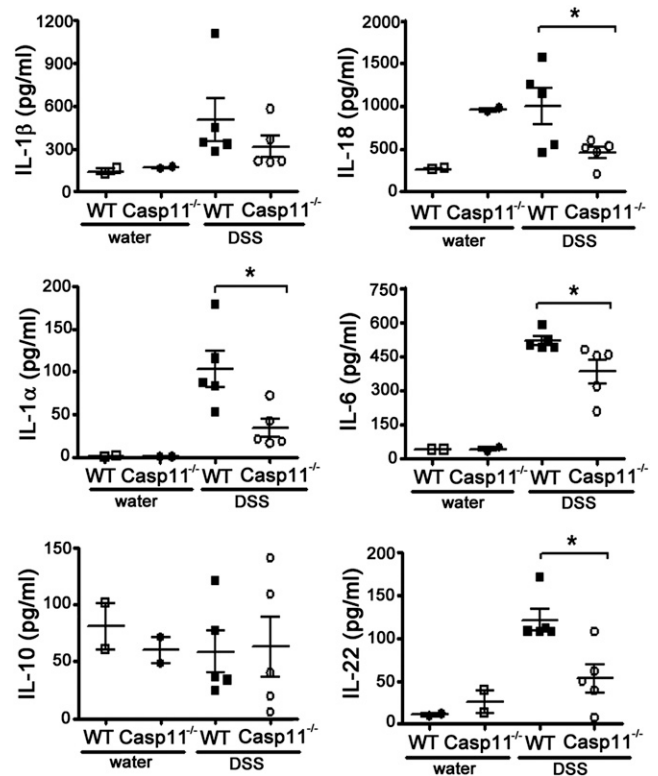 IL-1β (pg/ml)
1200
900
600
300
0
WT Casp11-/- WT Casp11-/-
water DSS
IL-18 (pg/ml)
2000
1500
1000
500
0
*
WT Casp11-/- WT Casp11-/-
water DSS
IL-1α (pg/ml)
200
150
100
50
0
*
WT Casp11-/- WT Casp11-/-
water DSS
IL-6 (pg/ml)
750
600
450
300
150
0
*
WT Casp11-/- WT Casp11-/-
water DSS
IL-10 (pg/ml)
150
100
50
0
WT Casp11-/- WT Casp11-/-
water DSS
IL-22 (pg/ml)
200
150
100
50
0
*
WT Casp11-/- WT Casp11-/-
water DSS